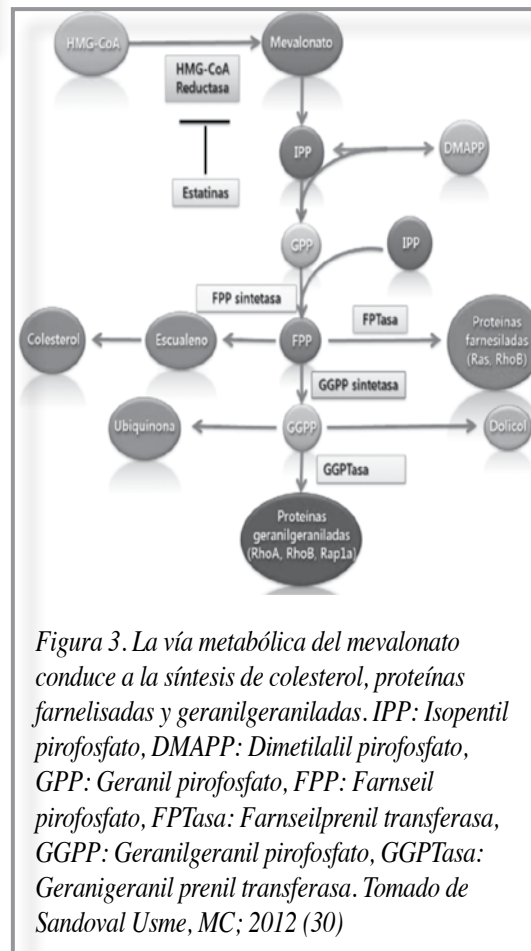 HMG-CoA
Mevalonato
HMG-CoA
Reductasa
IPP
DMAPP
Estatinas
GPP
IPP
FPP sintetasa
FPTasa
Colesterol
Escualeno
FPP
Proteinas
farnesiladas
(Ras, RhoB)
GGPP sintetasa
Ubiquinona
GGPP
Dolicol
GGPTasa
Proteinas
geranilgeraniladas
(RhoA, RhoB, Rap1a)
Figura 3. La vía metabólica del mevalonato
conduce a la síntesis de colesterol, proteínas
farnelisadas y geranilgeraniladas. IPP: Isopentil
pirofosfato, DMAPP: Dimetilalil pirofosfato,
GPP: Geranil pirofosfato, FPP: Farnseil
pirofosfato, FPTasa: Farnseilprenil transferasa,
GGPP: Geranilgeranil pirofosfato, GGPTasa:
Geranigeranil prenil transferasa. Tomado de
Sandoval Usme, MC; 2012 (30)